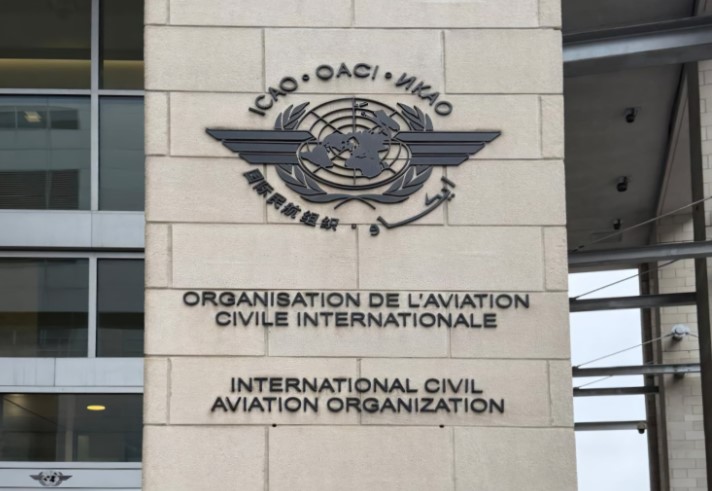 ICAO • OACI • ИКАО
国际民航组织 • ايكاو
ORGANISATION DE L'AVIATION
CIVILE INTERNATIONALE
INTERNATIONAL CIVIL
AVIATION ORGANIZATION